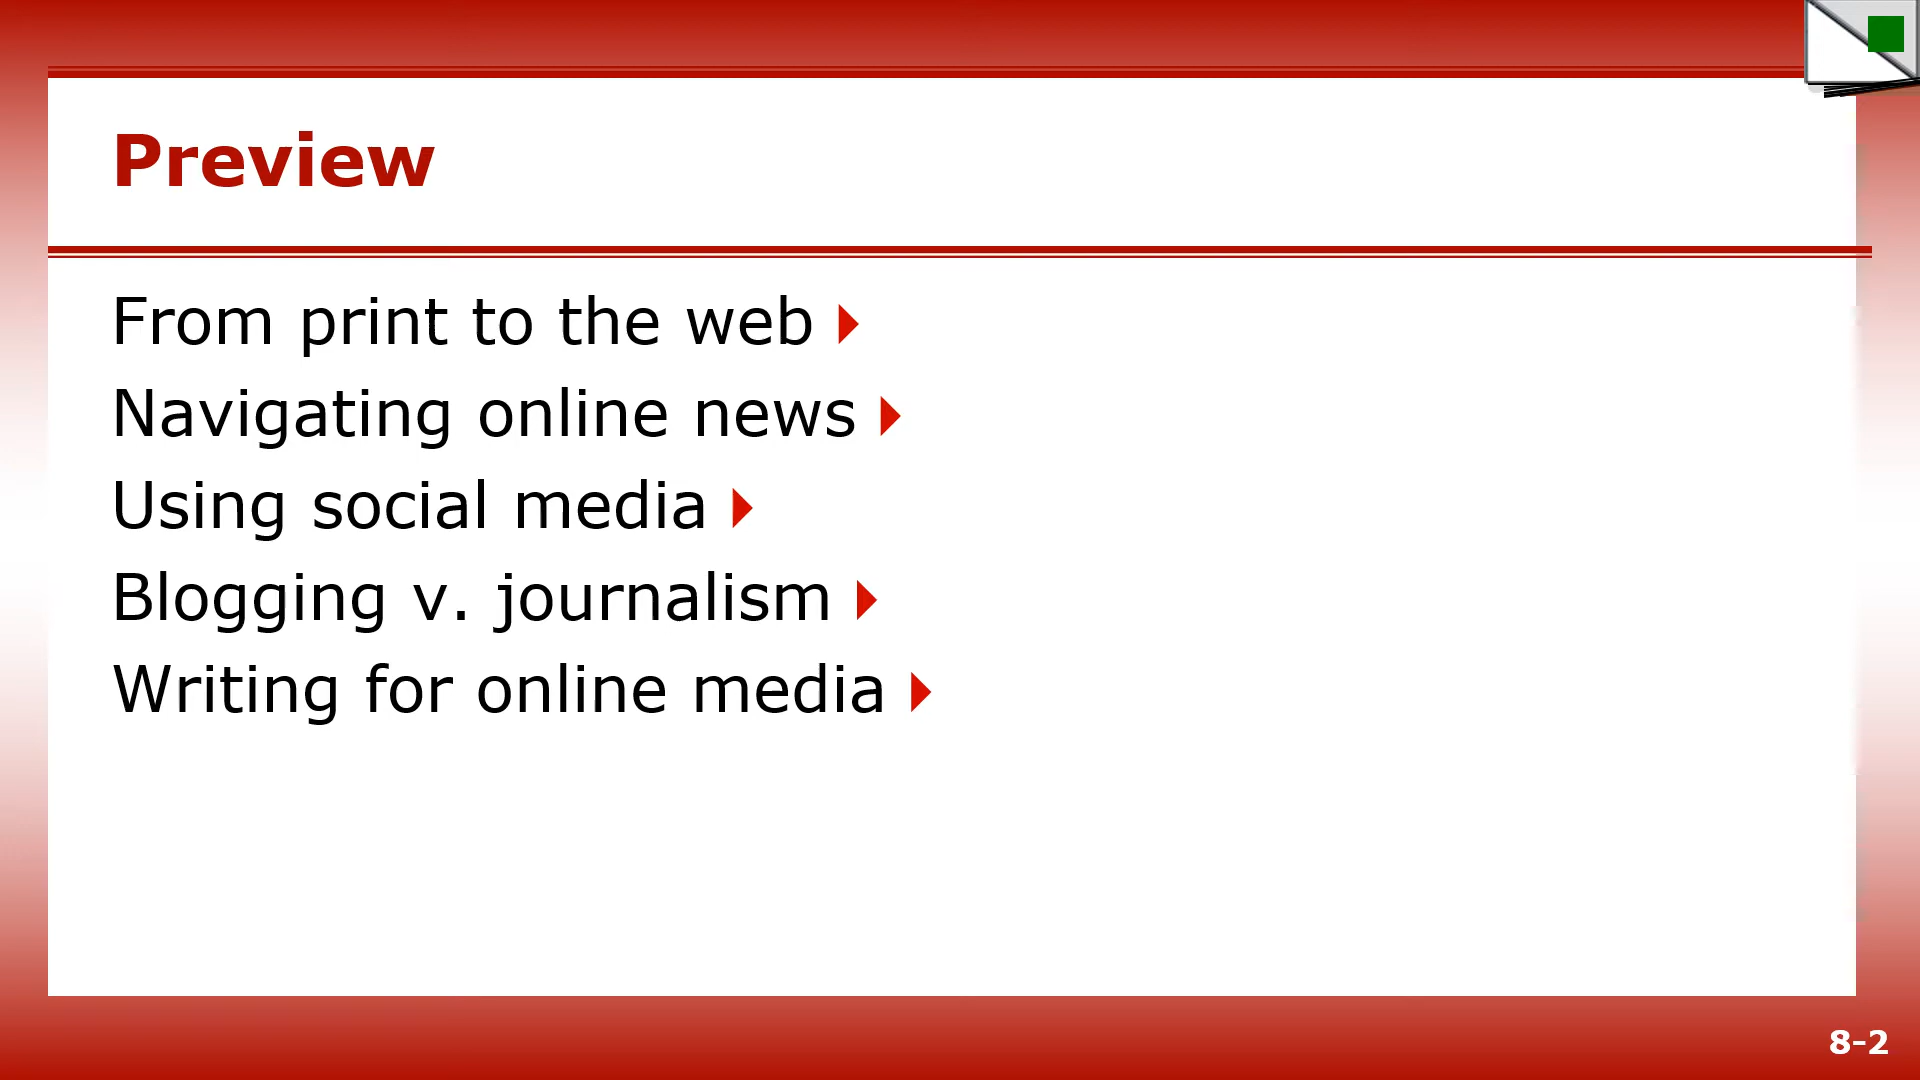 Preview
From print to the web
Navigating online news
Using social media
Blogging v. journalism
Writing for online media
8-2